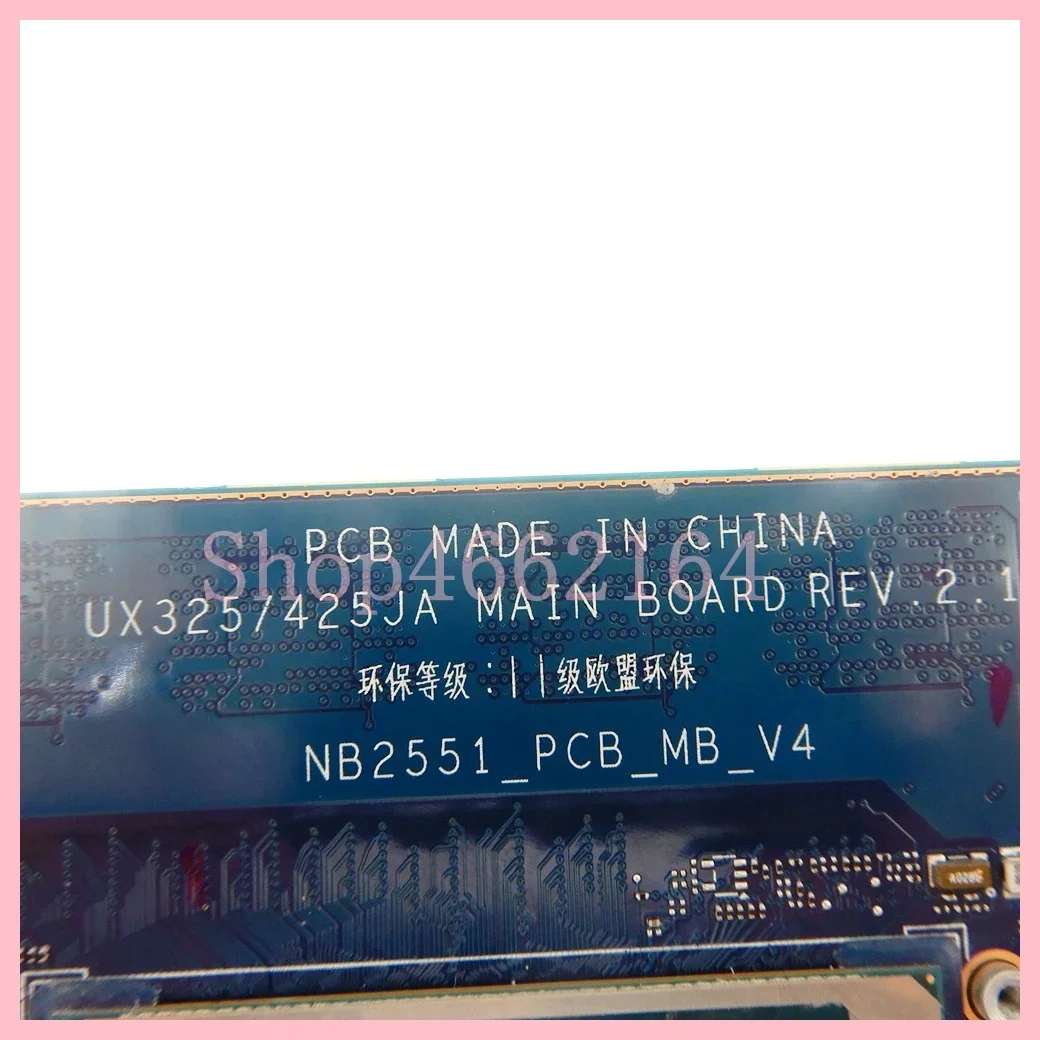 PCB MADE IN CHINA
Shop4662164
UX325/425JA MAIN BOARD REV.2.1
环保等级:||级欧盟环保
NB2551_PCB_MB_V4